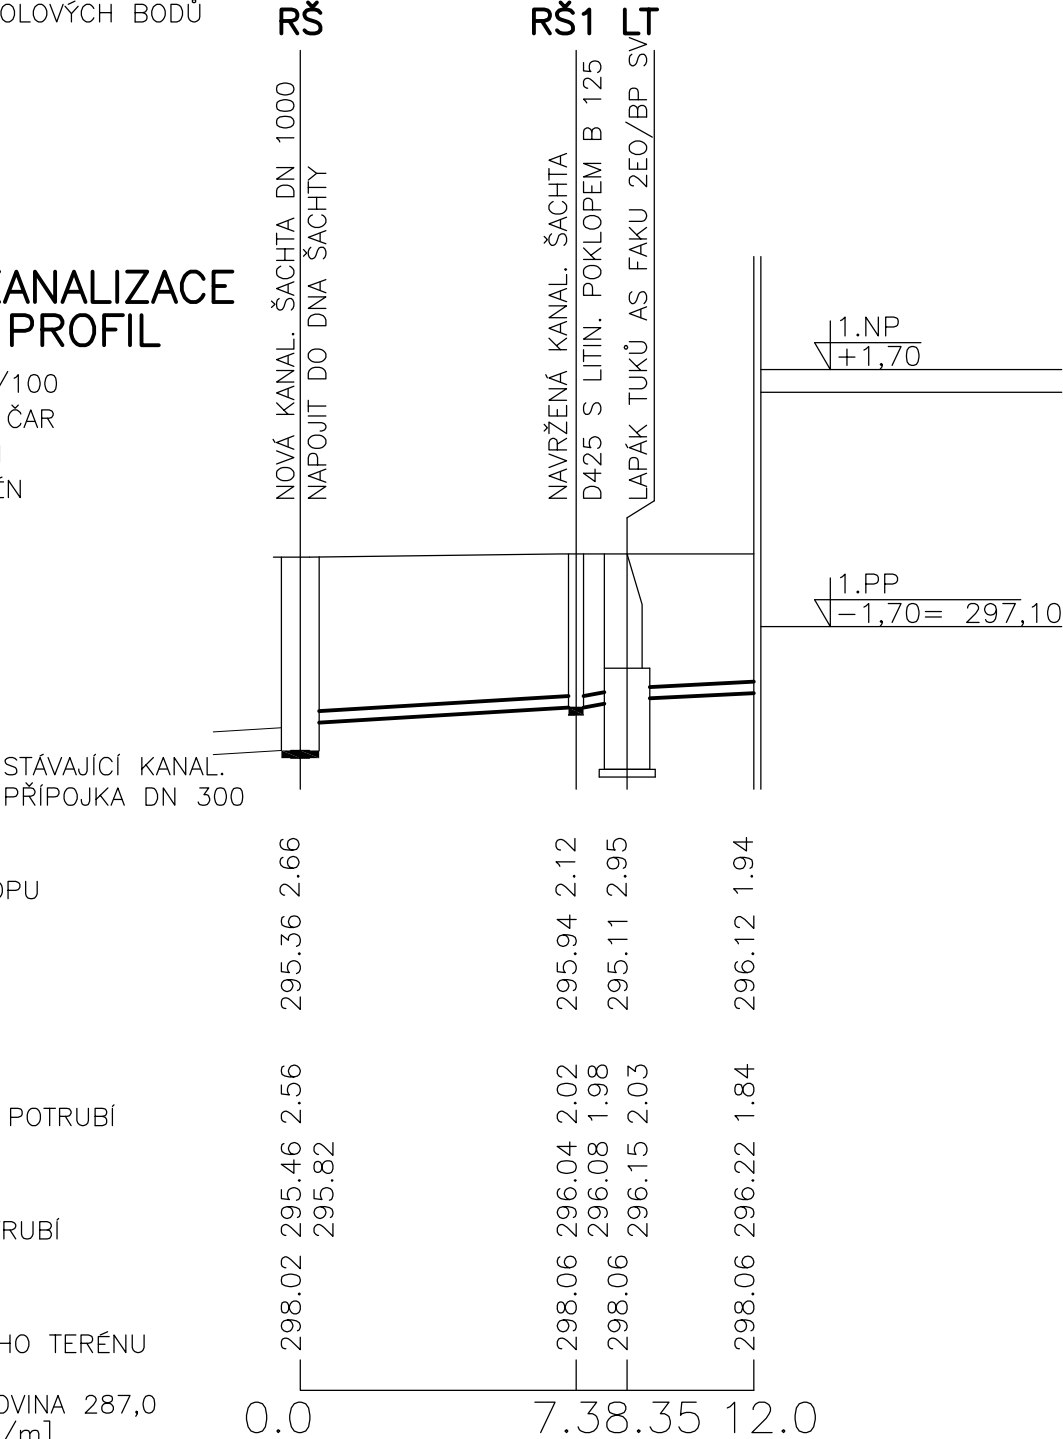 OLOVÝCH BODŮ
RŠ
RŠ1
LT
NOVÁ KANAL. ŠACHTA DN 1000
NAPOJIT DO DNA ŠACHTY
NAVRŽENÁ KANAL. ŠACHTA
D425 S LITIN. POKLOPEM B 125
LAPÁK TUKŮ AS FAKU 2EO/BP SV
KANALIZACE
PROFIL
/100
ČAR
ÉN
1.NP
+1,70
1.PP
-1,70= 297,10
STÁVAJÍCÍ KANAL.
PŘÍPOJKA DN 300
OPU
295.36 2.66
295.94 2.12
295.11 2.95
296.12 1.94
POTRUBÍ
TRUBÍ
295.46 2.56
295.82
296.04 2.02
296.08 1.98
296.15 2.03
296.22 1.84
HO TERÉNU
298.02
298.06
298.06
298.06
OVINA 287,0
/m]
0.0
7.3
8.35
12.0